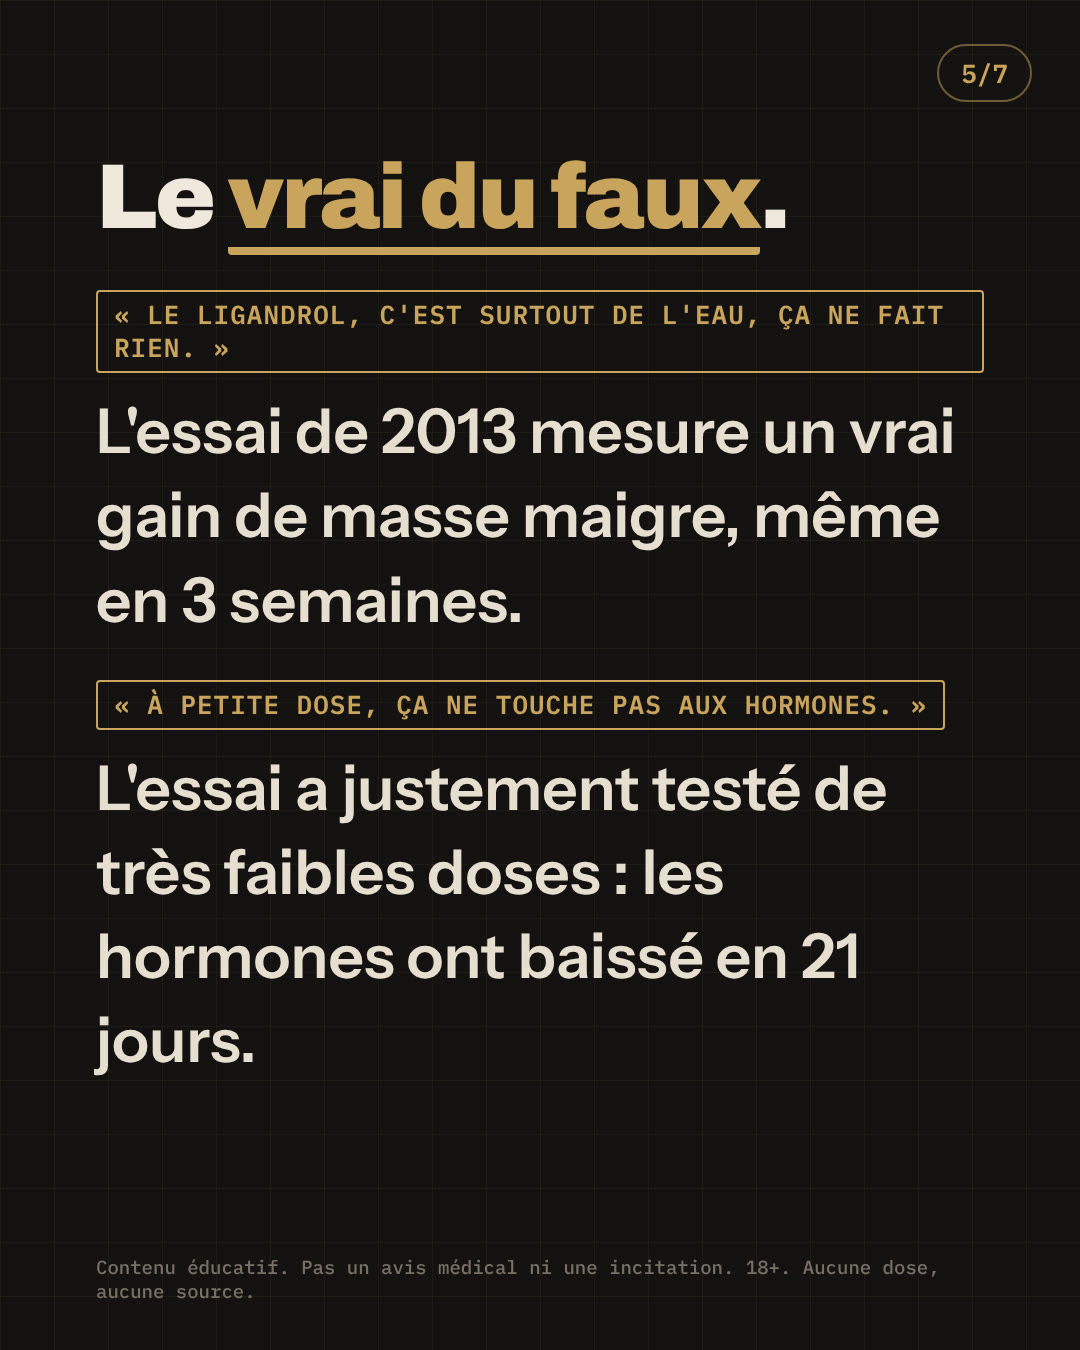 5/7
Le vrai du faux.
« LE LIGANDROL, C'EST SURTOUT DE L'EAU, ÇA NE FAIT
RIEN. »
L'essai de 2013 mesure un vrai
gain de masse maigre, même
en 3 semaines.
« À PETITE DOSE, ÇA NE TOUCHE PAS AUX HORMONES. »
L'essai a justement testé de
très faibles doses : les
hormones ont baissé en 21
jours.
Contenu éducatif. Pas un avis médical ni une incitation. 18+. Aucune dose,
aucune source.